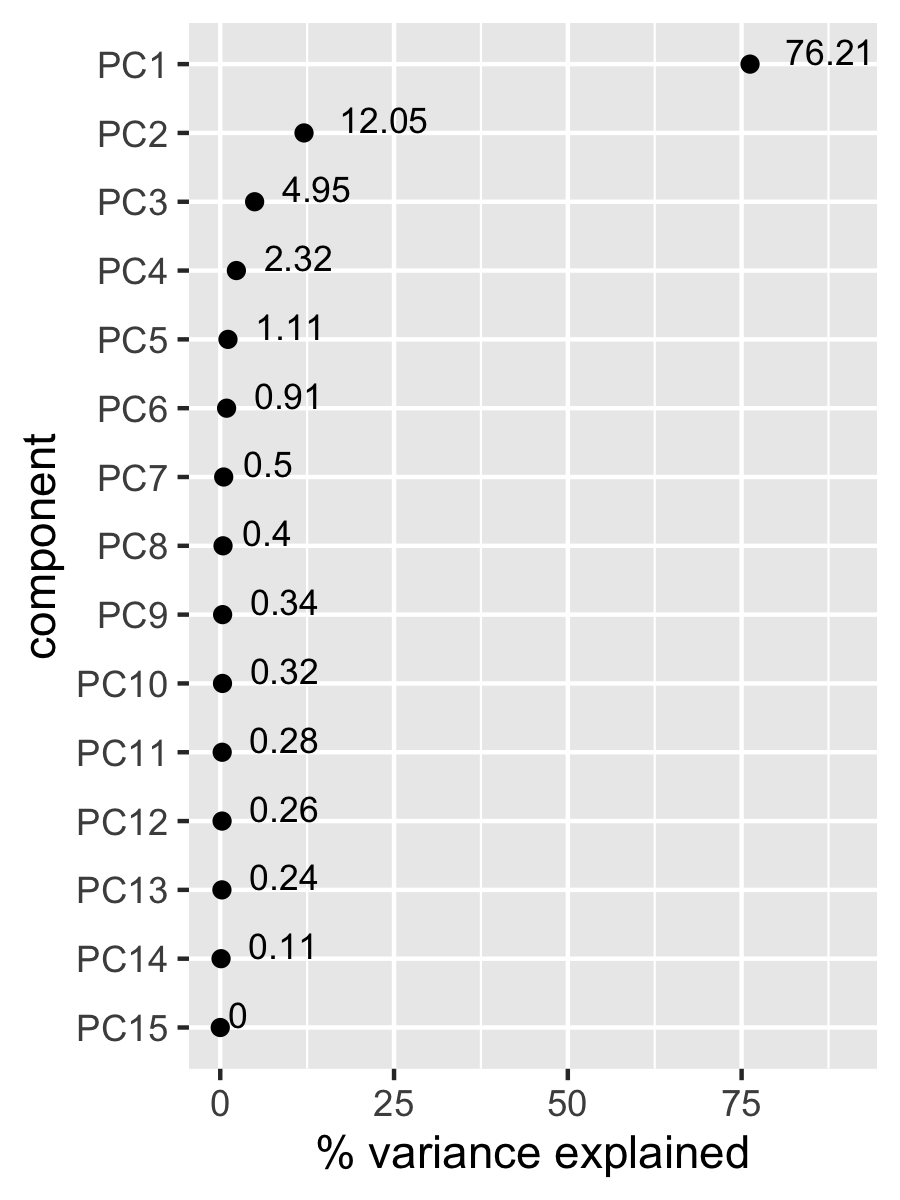 PC1 76.21
PC2 12.05
PC3 4.95
PC4 2.32
PC5 1.11
PC6 0.91
PC7 0.5
PC8 0.4
PC9 0.34
PC10 0.32
PC11 0.28
PC12 0.26
PC13 0.24
PC14 0.11
PC15 0
component
0 25 50 75
% variance explained